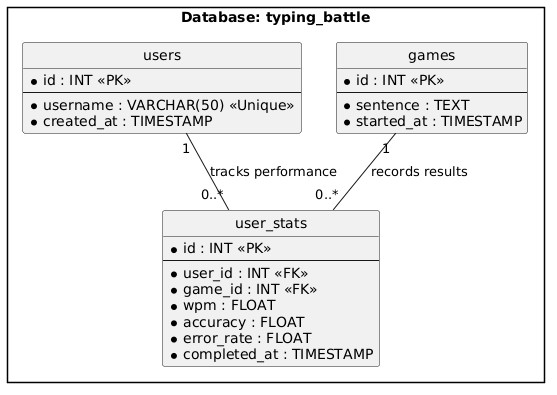 Database: typing_battle
users
id : INT «PK»
username : VARCHAR(50) «Unique»
created_at : TIMESTAMP
games
id : INT «PK»
sentence : TEXT
started_at : TIMESTAMP
1
1
tracks performance
records results
0..*
0..*
user_stats
id : INT «PK»
user_id : INT «FK»
game_id : INT «FK»
wpm : FLOAT
accuracy : FLOAT
error_rate : FLOAT
completed_at : TIMESTAMP